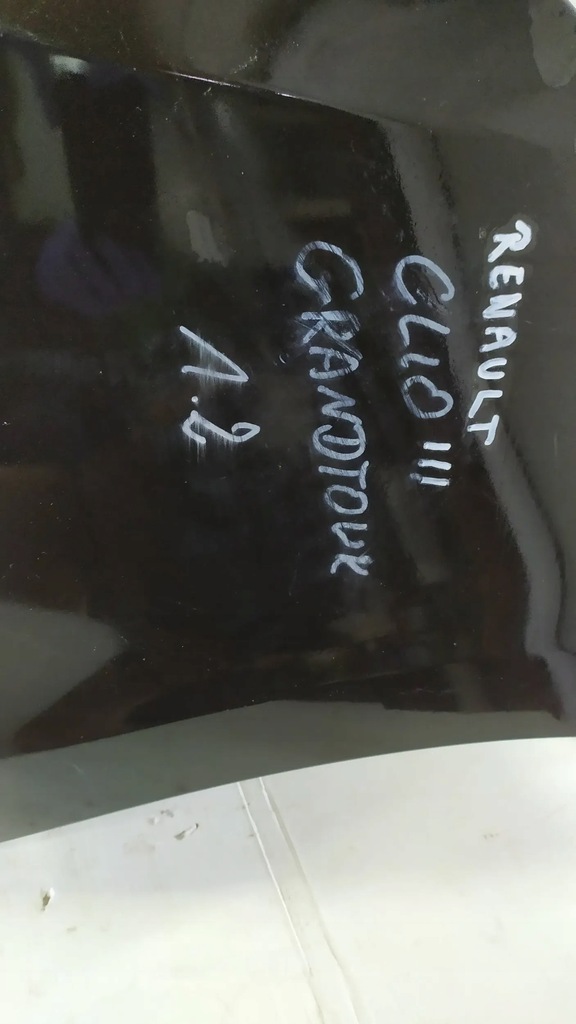 RENAULT
CLIO III
GRANDTOUR
1.2